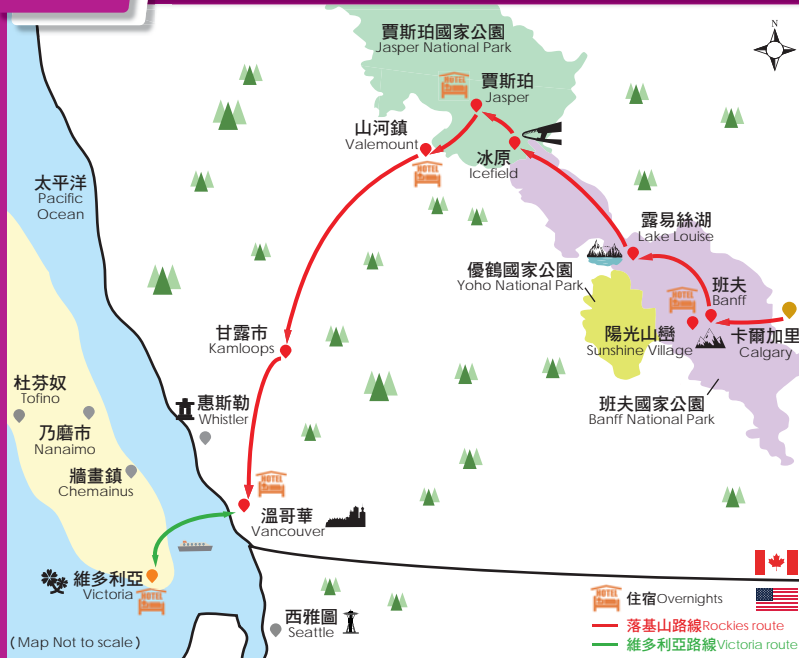 N
賈斯珀國家公園
Jasper National Park
HOTEL
賈斯珀
Jasper
山河鎮
Valemount
HOTEL
冰原
Icefield
太平洋
Pacific
Ocean
露易絲湖
Lake Louise
優鶴國家公園
Yoho National Park
HOTEL
班夫
Banff
陽光山巒
Sunshine Village
卡爾加里
Calgary
甘露市
Kamloops
班夫國家公園
Banff National Park
杜芬奴
Tofino
惠斯勒
Whistler
乃磨市
Nanaimo
牆畫鎮
Chemainus
HOTEL
溫哥華
Vancouver
維多利亞
Victoria
HOTEL
西雅圖
Seattle
HOTEL 住宿Overnights
落基山路線Rockies route
維多利亞路線Victoria route
(Map Not to scale)